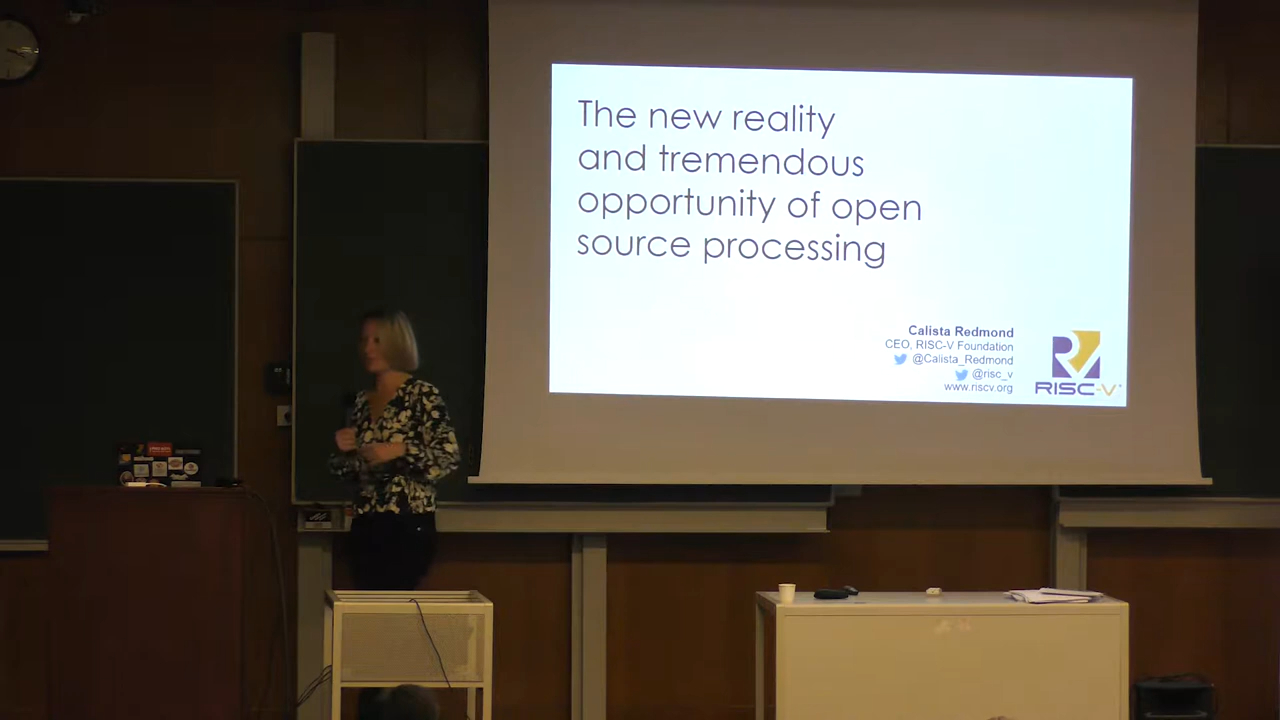 The new reality
and tremendous
opportunity of open
source processing
Calista Redmond
CEO, RISC-V Foundation
@Calista_Redmond
@risc_v
www.riscv.org
RISC-V